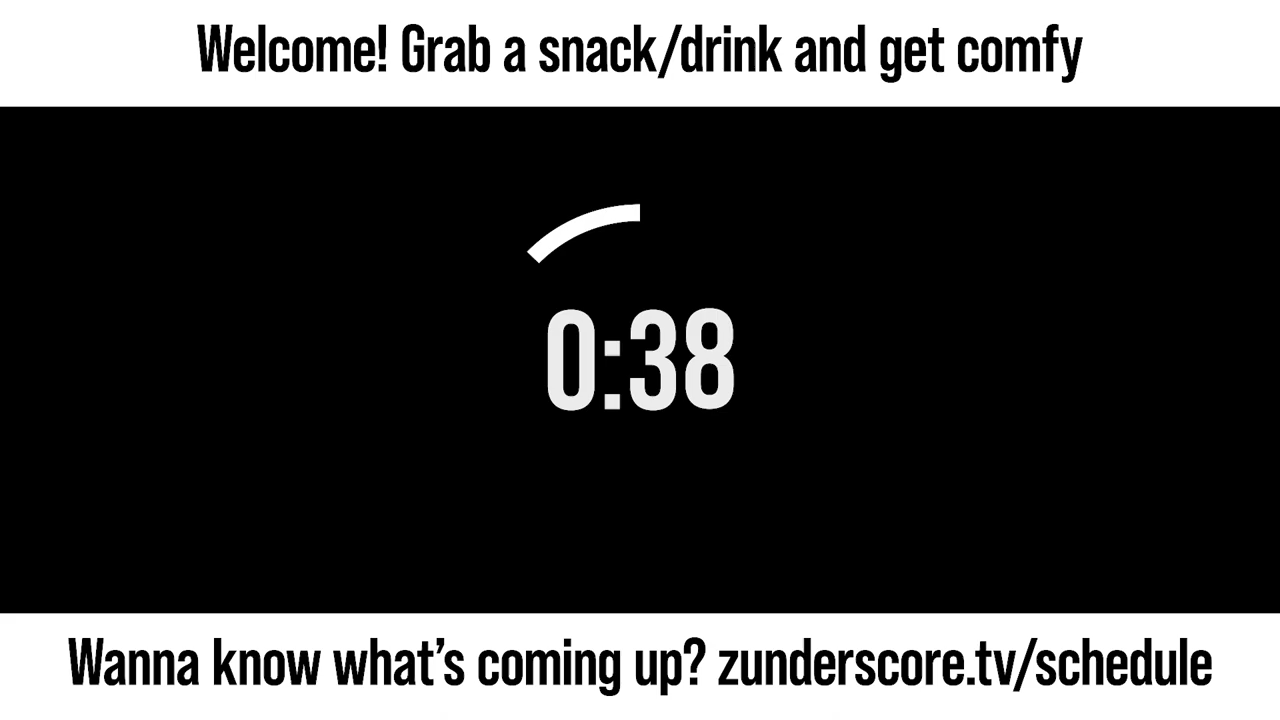 Welcome! Grab a snack/drink and get comfy
0:38
Wanna know what’s coming up? zunderscore.tv/schedule